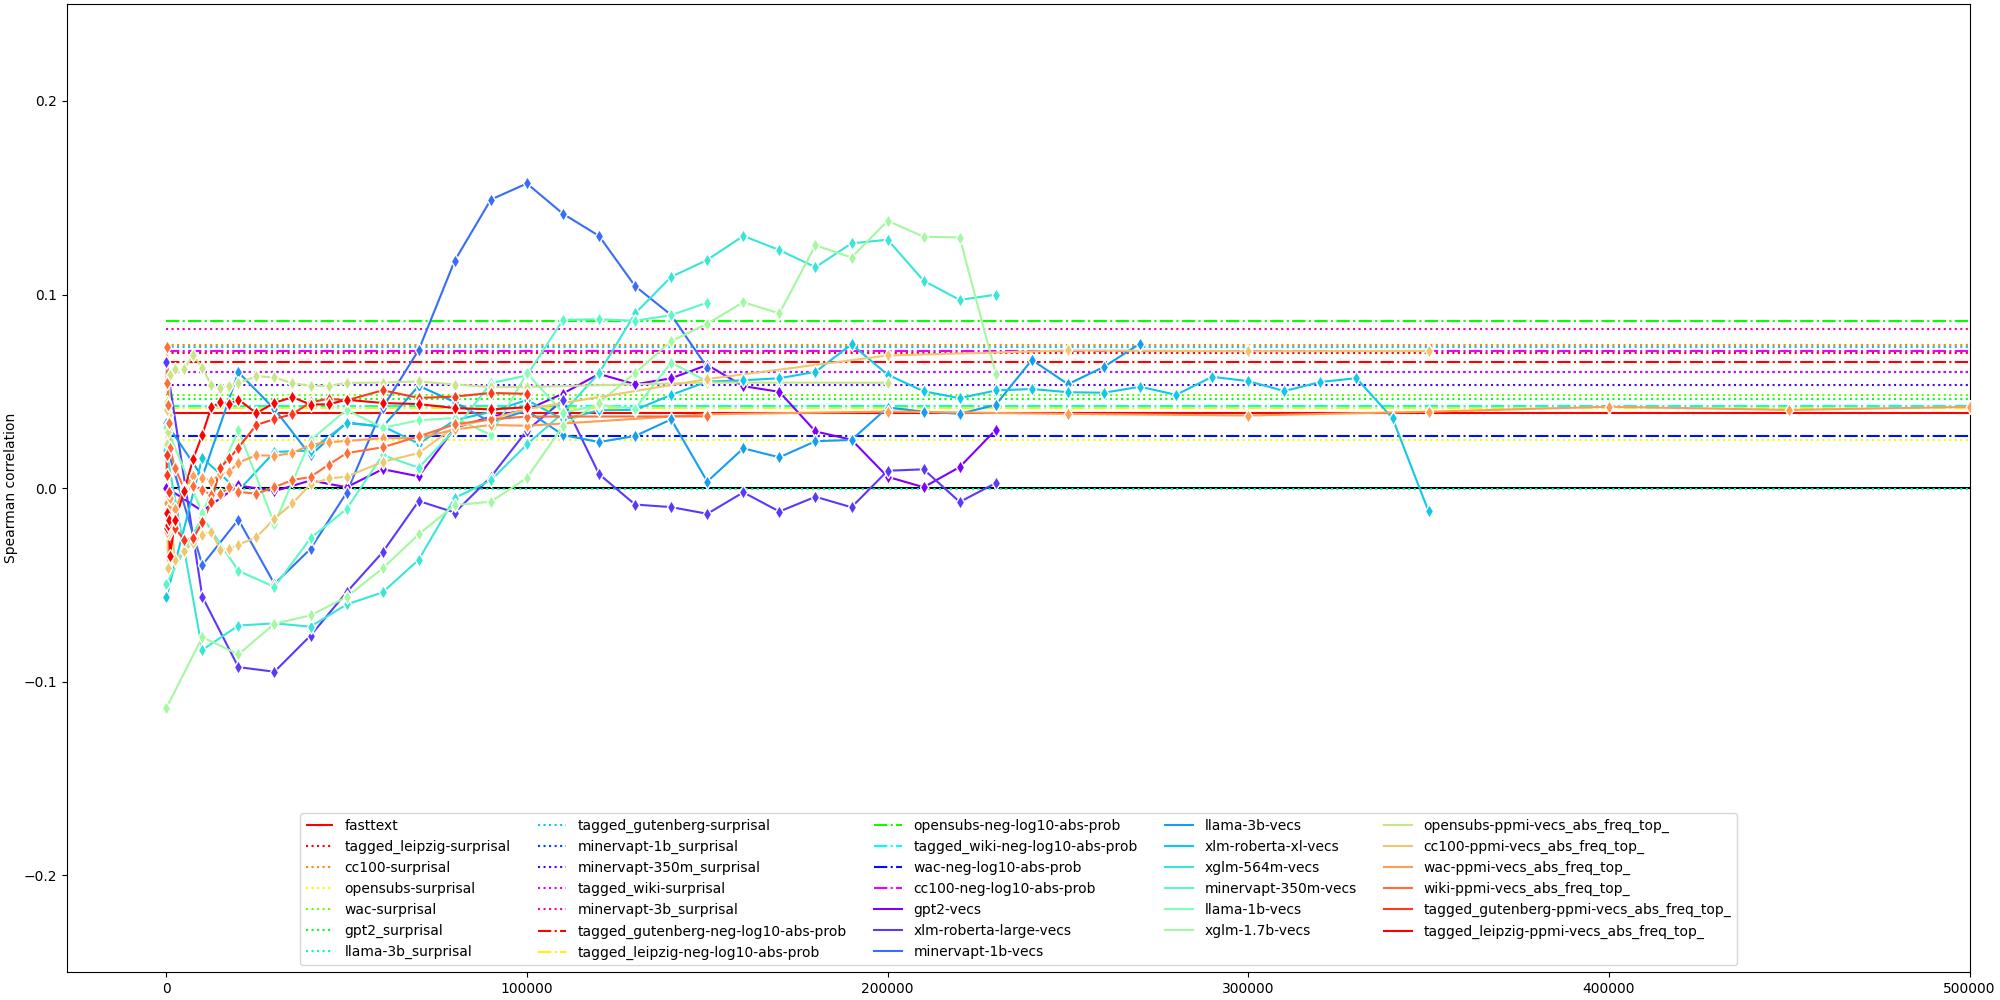 0.2
0.1
0.0
−0.1
−0.2
Spearman correlation
fasttext
tagged_leipzig-surprisal
cc100-surprisal
opensubs-surprisal
wac-surprisal
gpt2_surprisal
llama-3b_surprisal
tagged_gutenberg-surprisal
minervapt-1b_surprisal
minervapt-350m_surprisal
tagged_wiki-surprisal
minervapt-3b_surprisal
tagged_gutenberg-neg-log10-abs-prob
tagged_leipzig-neg-log10-abs-prob
opensubs-neg-log10-abs-prob
tagged_wiki-neg-log10-abs-prob
wac-neg-log10-abs-prob
cc100-neg-log10-abs-prob
gpt2-vecs
xlm-roberta-large-vecs
minervapt-1b-vecs
llama-3b-vecs
xlm-roberta-xl-vecs
xglm-564m-vecs
minervapt-350m-vecs
llama-1b-vecs
xglm-1.7b-vecs
opensubs-ppmi-vecs_abs_freq_top_
cc100-ppmi-vecs_abs_freq_top_
wac-ppmi-vecs_abs_freq_top_
wiki-ppmi-vecs_abs_freq_top_
tagged_gutenberg-ppmi-vecs_abs_freq_top_
tagged_leipzig-ppmi-vecs_abs_freq_top_
0
100000
200000
300000
400000
500000